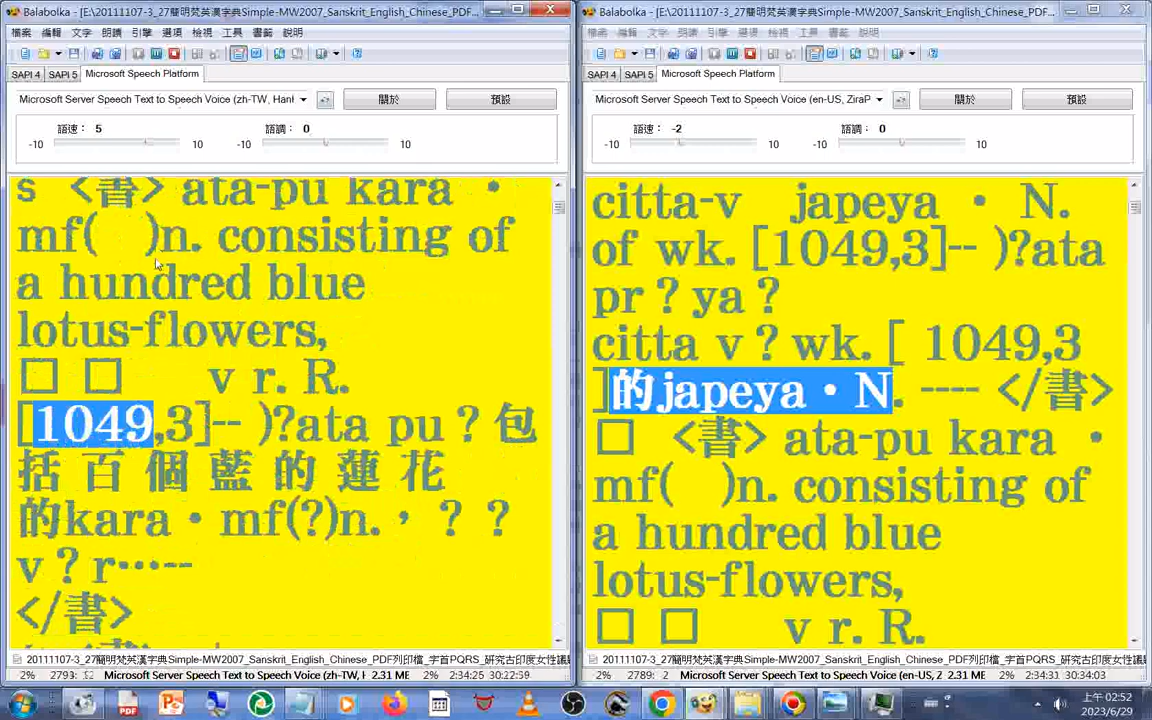 Balabolka - [E:\20111107-3_27簡明梵英漢字典Simple-MW2007_Sanskrit_English_Chinese_PDF...
檔案 編輯 文字 朗讀 引擎 選項 檢視 工具 書籤 說明
SAPI 4 SAPI 5 Microsoft Speech Platform
Microsoft Server Speech Text to Speech Voice (zh-TW, Hanl
關於 預設
語速： 5 語調： 0
-10 10 -10 10
s <書> ata-pu kara •
mf( )n. consisting of
a hundred blue
lotus-flowers,
□ □ v r. R.
[1049,3]-- )?ata pu ? 包
括 百 個 藍 的 蓮 花
的kara • mf(?)n. , ? ?
v ? r…--
</書>
20111107-3_27簡明梵英漢字典Simple-MW2007_Sanskrit_English_Chinese_PDF列印檔_字首PQRS_研究古印度女性議
2% 2793: Microsoft Server Speech Text to Speech Voice (zh-TW, H 2.31 ME 2:34:25 30:22:59
Balabolka - [E:\20111107-3_27簡明梵英漢字典Simple-MW2007_Sanskrit_English_Chinese_PDF...
檔案 編輯 文字 朗讀 引擎 選項 檢視 工具 書籤 說明
SAPI 4 SAPI 5 Microsoft Speech Platform
Microsoft Server Speech Text to Speech Voice (en-US, ZiraP
關於 預設
語速： -2 語調： 0
-10 10 -10 10
citta-v japeya • N.
of wk. [1049,3]-- )?ata
pr ? ya ?
citta v ? wk. [ 1049,3
]的japeya • N. ---- </書>
□ <書> ata-pu kara •
mf( )n. consisting of
a hundred blue
lotus-flowers,
□ □ v r. R.
20111107-3_27簡明梵英漢字典Simple-MW2007_Sanskrit_English_Chinese_PDF列印檔_字首PQRS_研究古印度女性議
2% 2789: Microsoft Server Speech Text to Speech Voice (en-US, Z 2.31 ME 2:34:31 30:34:03
上午 02:52
2023/6/29